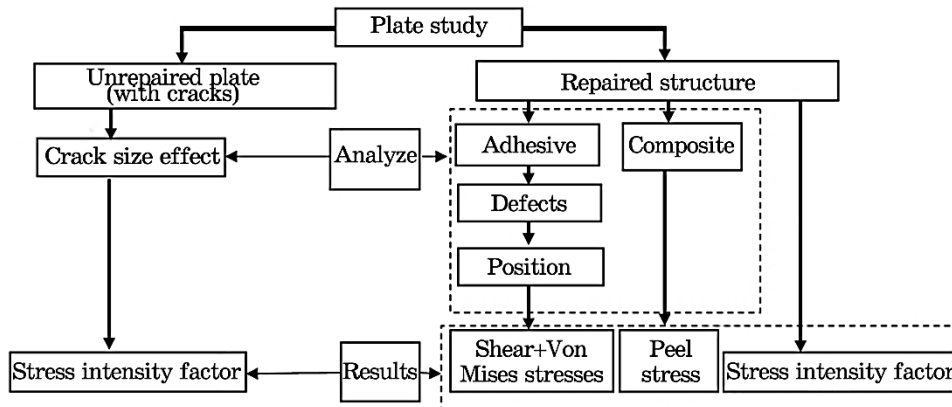 Plate study
Unrepaired plate
(with cracks)
Repaired structure
Crack size effect
Analyze
Adhesive
Composite
Defects
Position
Stress intensity factor
Results
Shear+Von
Mises stresses
Peel
stress
Stress intensity factor